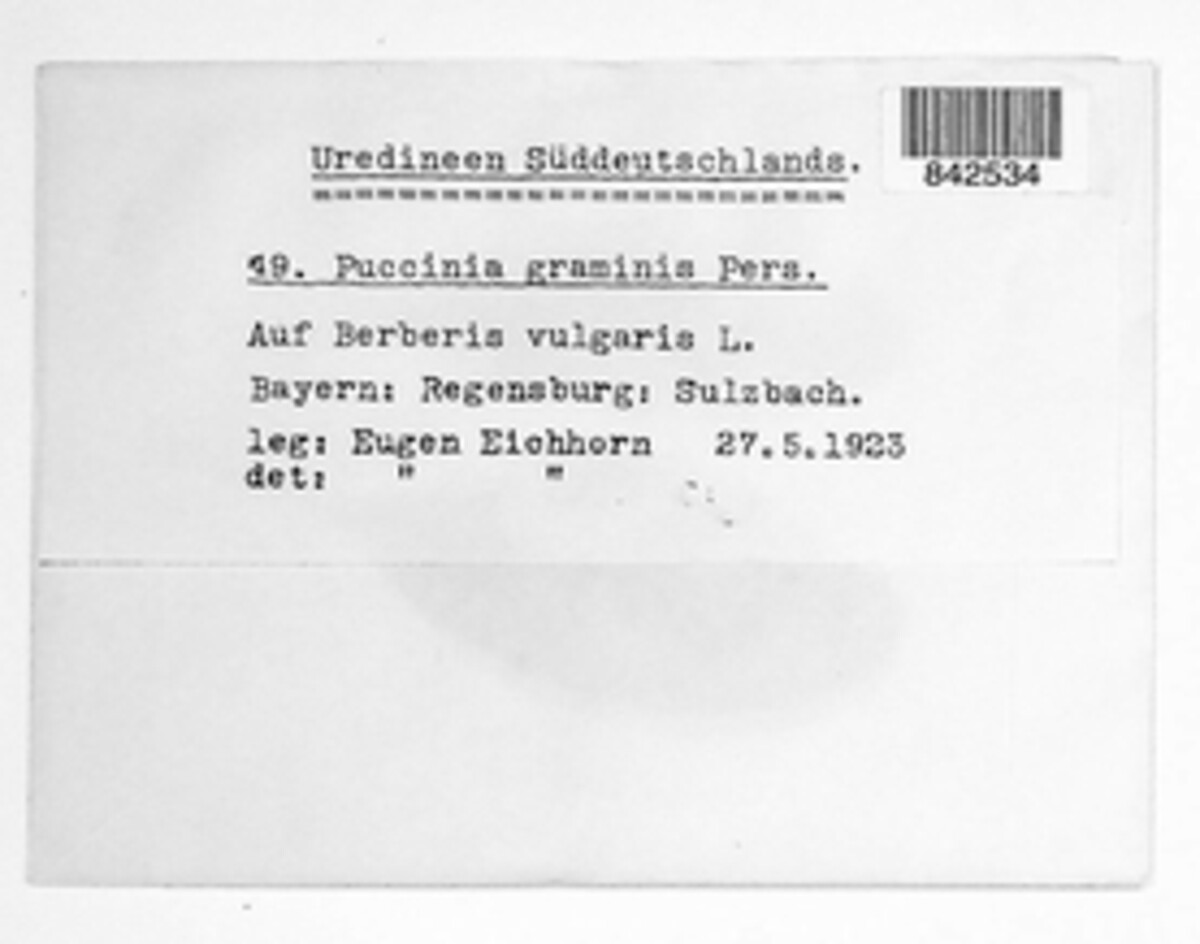 842534
Uredineen Süddeutschlands.
19. Puccinia graminis Pers.
Auf Berberis vulgaris L.
Bayern: Regensburg: Sulzbach.
leg: Eugen Eichhorn 27.5.1923
det: " "